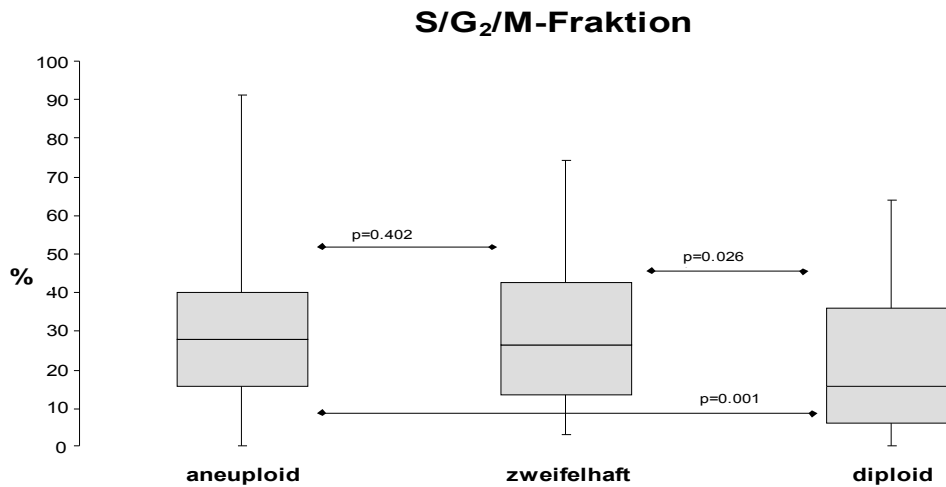 S/G₂/M-Fraktion
100
90
80
70
60
50
40
30
20
10
0
%
p=0.402
p=0.026
p=0.001
aneuploid
zweifelhaft
diploid